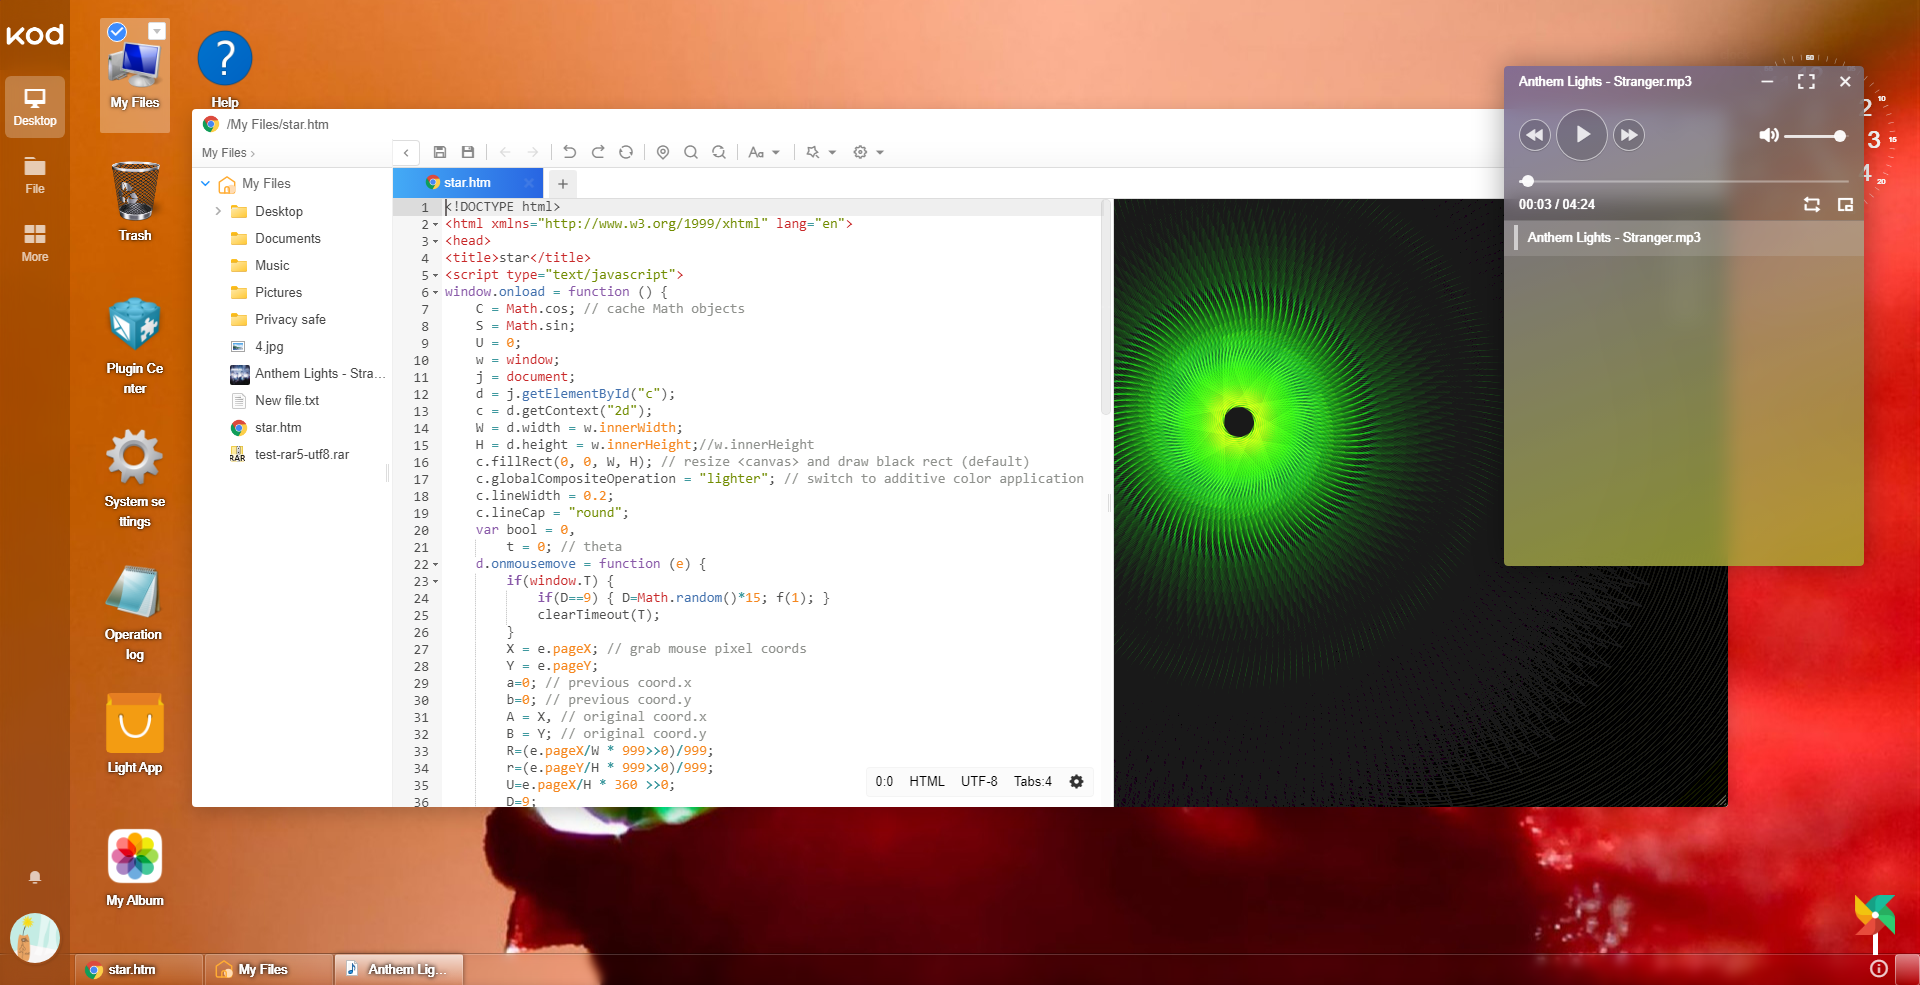 kod
Desktop
File
More
My Files
Help
Trash
Plugin Ce
nter
System se
ttings
Operation
log
Light App
My Album
/My Files/star.htm
My Files
Aa
My Files
Desktop
Documents
Music
Pictures
Privacy safe
4.jpg
Anthem Lights - Stra...
New file.txt
star.htm
RAR
test-rar5-utf8.rar
star.htm
1 <!DOCTYPE html>
2 <html xmlns="http://www.w3.org/1999/xhtml" lang="en">
3 <head>
4 <title>star</title>
5 <script type="text/javascript">
6 window.onload = function () {
7 C = Math.cos; // cache Math objects
8 S = Math.sin;
9 U = 0;
10 w = window;
11 j = document;
12 d = j.getElementById("c");
13 c = d.getContext("2d");
14 W = d.width = w.innerWidth;
15 H = d.height = w.innerHeight;//w.innerHeight
16 c.fillRect(0, 0, W, H); // resize <canvas> and draw black rect (default)
17 c.globalCompositeOperation = "lighter"; // switch to additive color application
18 c.lineWidth = 0.2;
19 c.lineCap = "round";
20 var bool = 0,
21 t = 0; // theta
22 d.onmousemove = function (e) {
23 if(window.T) {
24 if(D==9) { D=Math.random()*15; f(1); }
25 clearTimeout(T);
26 }
27 X = e.pageX; // grab mouse pixel coords
28 Y = e.pageY;
29 a=0; // previous coord.x
30 b=0; // previous coord.y
31 A = X, // original coord.x
32 B = Y; // original coord.y
33 R=(e.pageX/W * 999>>0)/999;
34 r=(e.pageY/H * 999>>0)/999;
35 U=e.pageX/H * 360 >>0;
36 D=9;
0:0 HTML UTF-8 Tabs:4
Anthem Lights - Stranger.mp3
00:03 / 04:24
Anthem Lights - Stranger.mp3
50
10
2
3
15
4
20
star.htm
My Files
Anthem Lig...